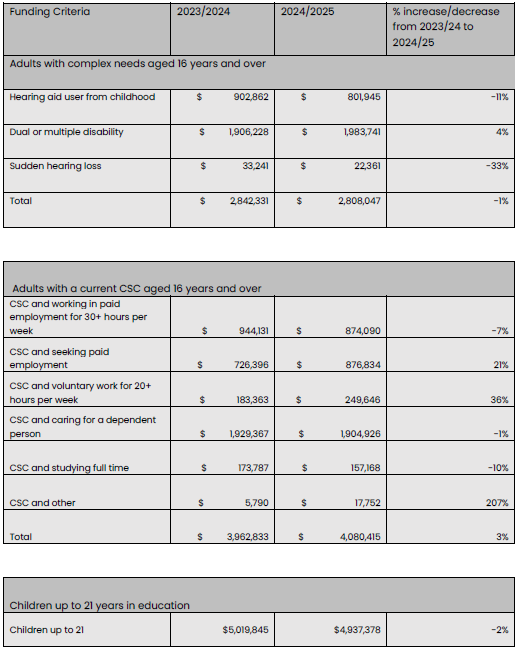 Funding Criteria 2023/2024 2024/2025 % increase/decrease
from 2023/24 to
2024/25
Adults with complex needs aged 16 years and over
Hearing aid user from childhood $ 902,862 $ 801,945 -11%
Dual or multiple disability $ 1,906,228 $ 1,983,741 4%
Sudden hearing loss $ 33,241 $ 22,361 -33%
Total $ 2,842,331 $ 2,808,047 -1%
Adults with a current CSC aged 16 years and over
CSC and working in paid
employment for 30+ hours per
week $ 944,131 $ 874,090 -7%
CSC and seeking paid
employment $ 726,396 $ 876,834 21%
CSC and voluntary work for 20+
hours per week $ 183,363 $ 249,646 36%
CSC and caring for a dependent
person $ 1,929,367 $ 1,904,926 -1%
CSC and studying full time $ 173,787 $ 157,168 -10%
CSC and other $ 5,790 $ 17,752 207%
Total $ 3,962,833 $ 4,080,415 3%
Children up to 21 years in education
Children up to 21 $5,019,845 $4,937,378 -2%